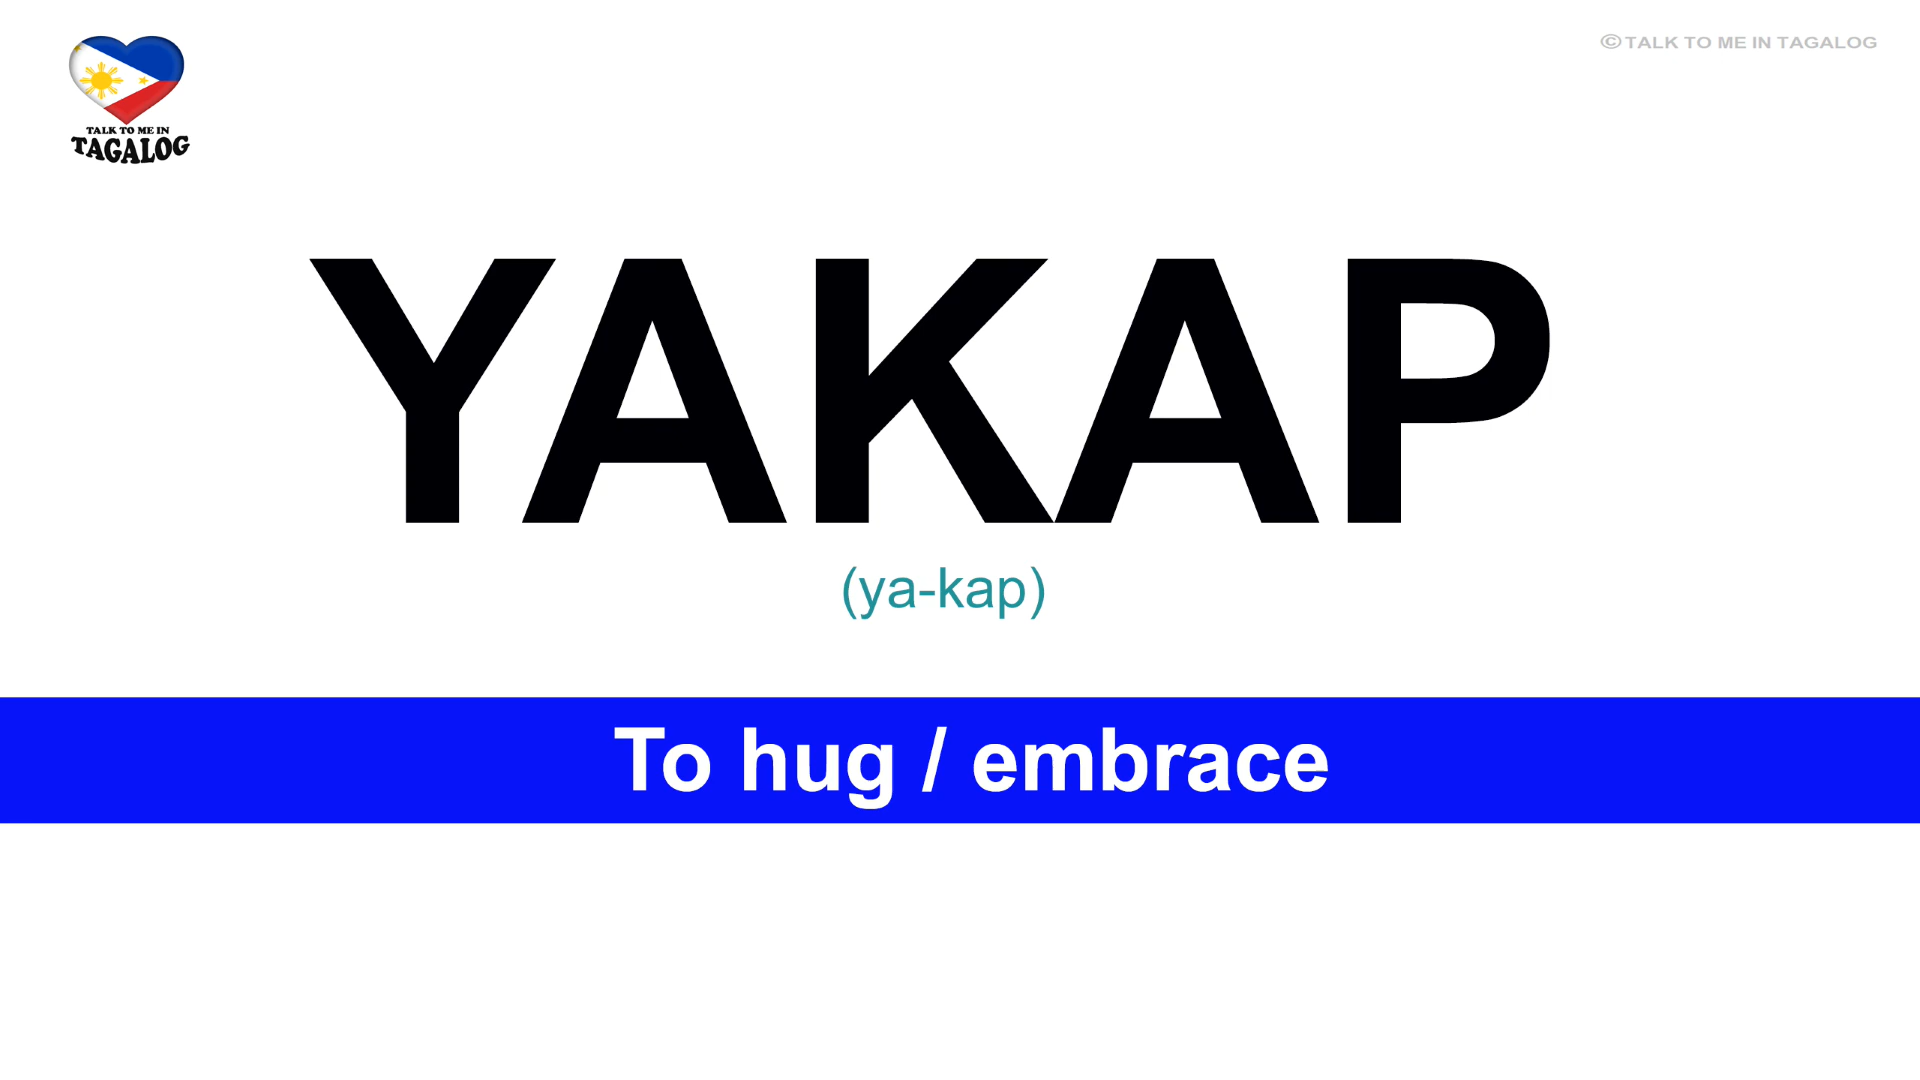 TALK TO ME IN
TAGALOG
©TALK TO ME IN TAGALOG
YAKAP
(ya-kap)
To hug / embrace